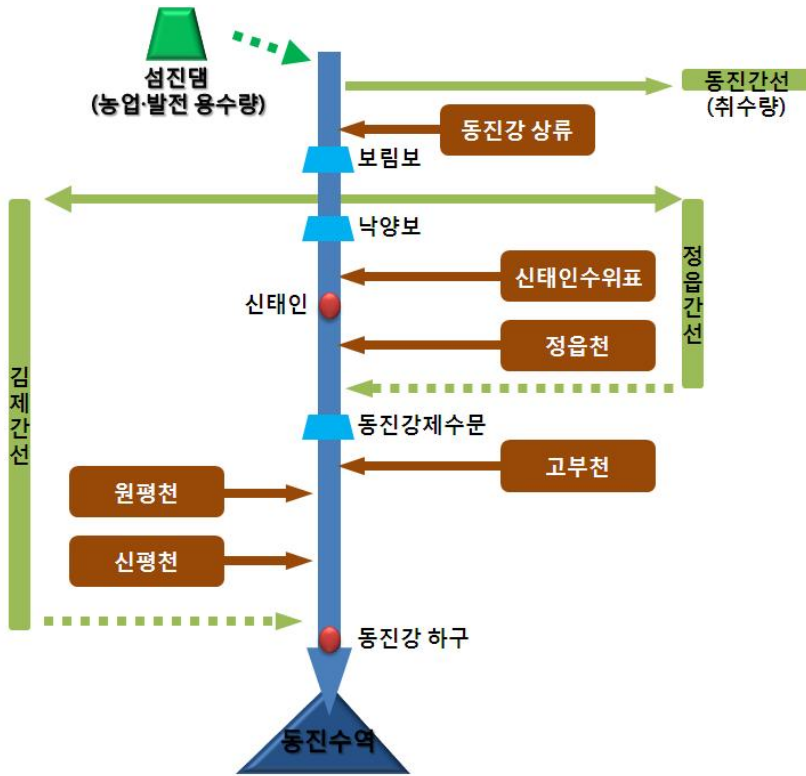 섬진댐
(농업·발전 용수량)
동진간선
(취수량)
동진강 상류
보림보
낙양보
신태인수위표
신태인
정읍천
정읍간선
김제간선
동진강제수문
고부천
원평천
신평천
동진강 하구
동진수역